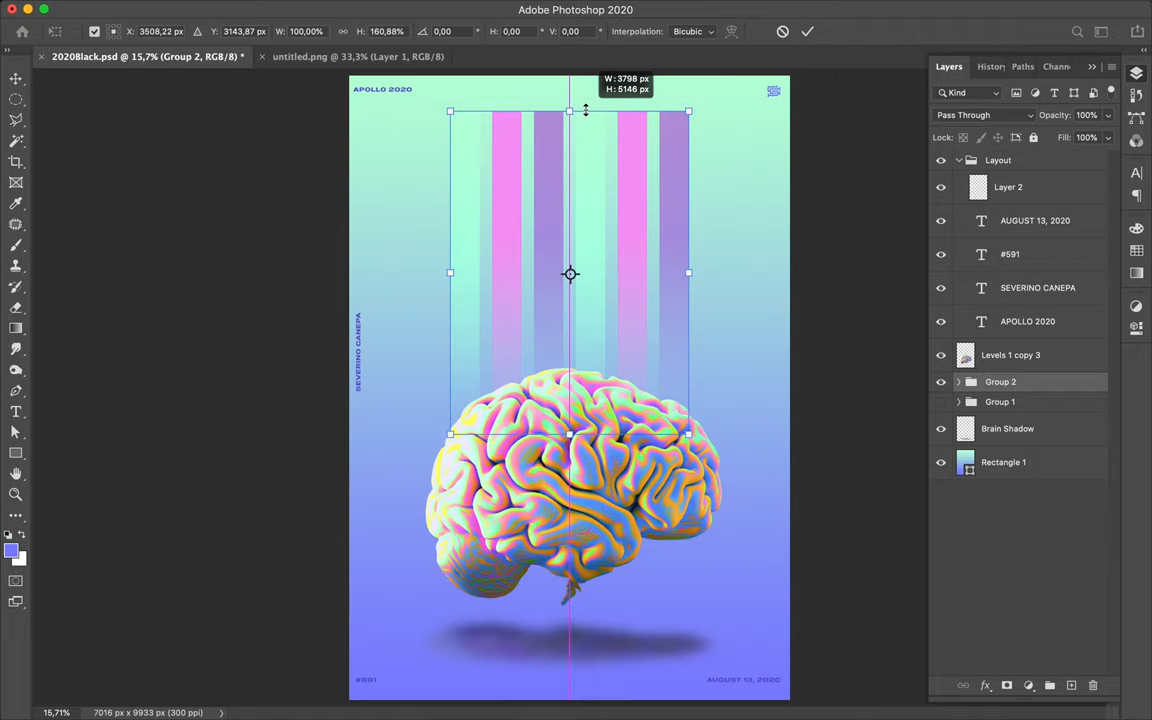 Adobe Photoshop 2020
X: 3508,22 px Y: 3143,87 px W: 100,00% H: 160,88% 0,00 ° H: 0,00 ° V: 0,00 ° Interpolation: Bicubic
2020Black.psd @ 15,7% (Group 2, RGB/8) * untitled.png @ 33,3% (Layer 1, RGB/8)
W: 3798 px
H: 5146 px
APOLLO 2020
SEVERINO CANEPA
#591
AUGUST 13, 2020
Layers History Paths Chann
Kind
Pass Through Opacity: 100%
Lock: Fill: 100%
Layout
Layer 2
AUGUST 13, 2020
#591
SEVERINO CANEPA
APOLLO 2020
Levels 1 copy 3
Group 2
Group 1
Brain Shadow
Rectangle 1
15,71% 7016 px x 9933 px (300 ppi)